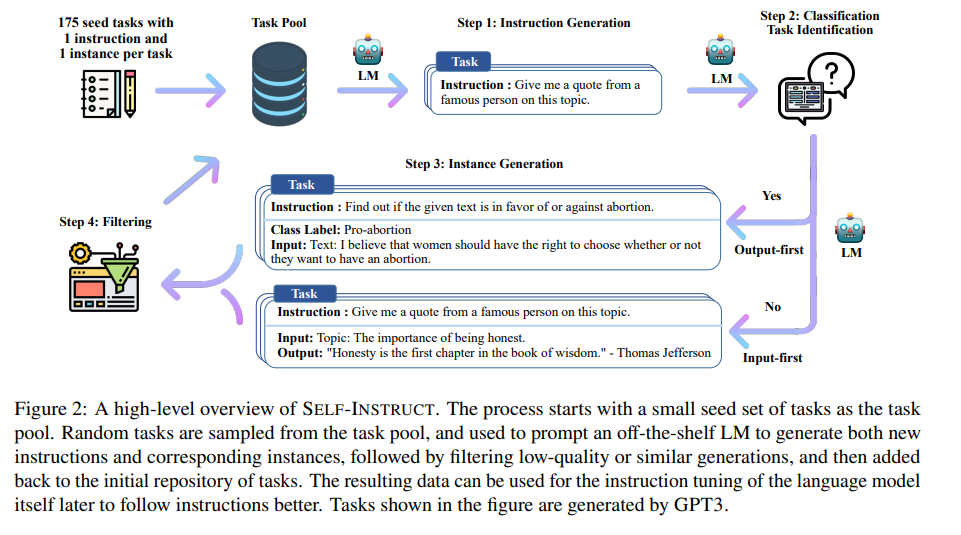 175 seed tasks with
1 instruction and
1 instance per task
Task Pool
LM
Step 1: Instruction Generation
Task
Instruction : Give me a quote from a
famous person on this topic.
LM
Step 2: Classification
Task Identification
Step 3: Instance Generation
Task
Instruction : Find out if the given text is in favor of or against abortion.
Class Label: Pro-abortion
Input: Text: I believe that women should have the right to choose whether or not
they want to have an abortion.
Yes
Output-first
LM
Task
Instruction : Give me a quote from a famous person on this topic.
Input: Topic: The importance of being honest.
Output: "Honesty is the first chapter in the book of wisdom." - Thomas Jefferson
No
Input-first
Step 4: Filtering
Figure 2: A high-level overview of SELF-INSTRUCT. The process starts with a small seed set of tasks as the task
pool. Random tasks are sampled from the task pool, and used to prompt an off-the-shelf LM to generate both new
instructions and corresponding instances, followed by filtering low-quality or similar generations, and then added
back to the initial repository of tasks. The resulting data can be used for the instruction tuning of the language model
itself later to follow instructions better. Tasks shown in the figure are generated by GPT3.